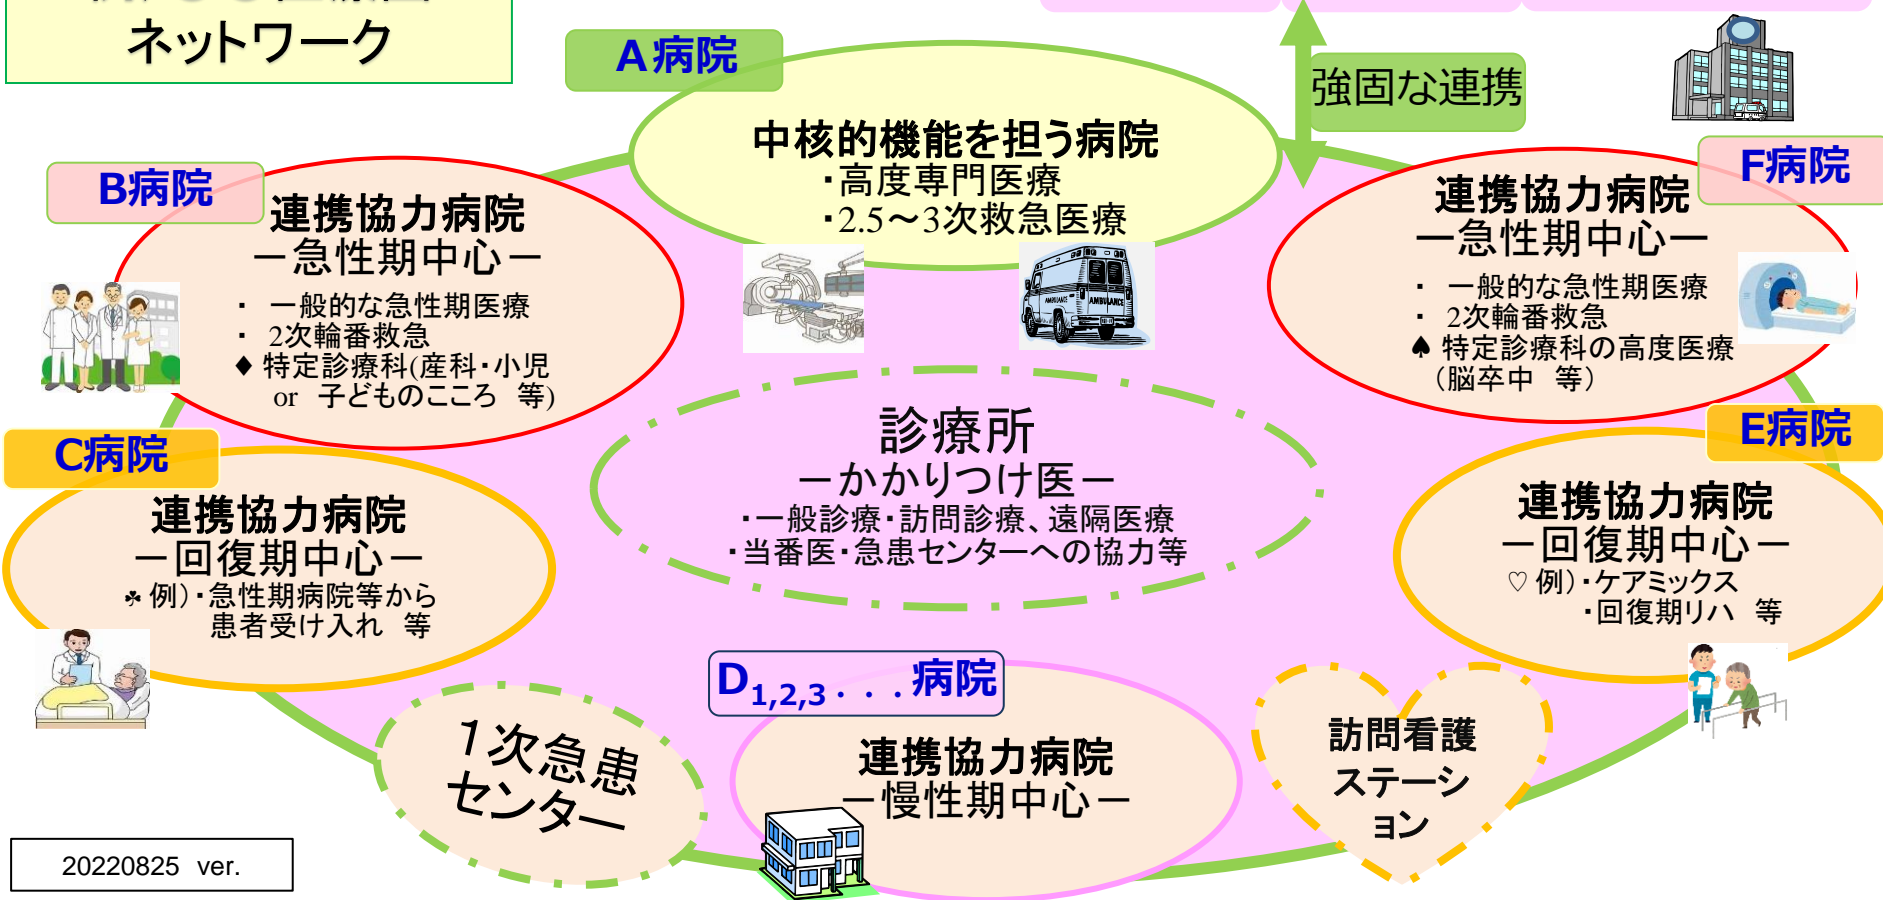 ネットワーク
A病院
強固な連携
中核的機能を担う病院
・高度専門医療
・2.5～3次救急医療
B病院
連携協力病院
－急性期中心－
・ 一般的な急性期医療
・ 2次輪番救急
♦ 特定診療科(産科・小児
or 子どものこころ 等)
F病院
連携協力病院
―急性期中心―
・ 一般的な急性期医療
・ 2次輪番救急
♠ 特定診療科の高度医療
（脳卒中 等）
AMBULANCE
AMBULANCE
診療所
－かかりつけ医－
・一般診療・訪問診療、遠隔医療
・当番医・急患センターへの協力等
C病院
連携協力病院
－回復期中心－
♣ 例）・急性期病院等から
患者受け入れ 等
E病院
連携協力病院
－回復期中心－
♡ 例）・ケアミックス
・回復期リハ 等
D1,2,3．．．病院
連携協力病院
－慢性期中心－
１次急患
センター
訪問看護
ステーシ
ョン
20220825 ver.